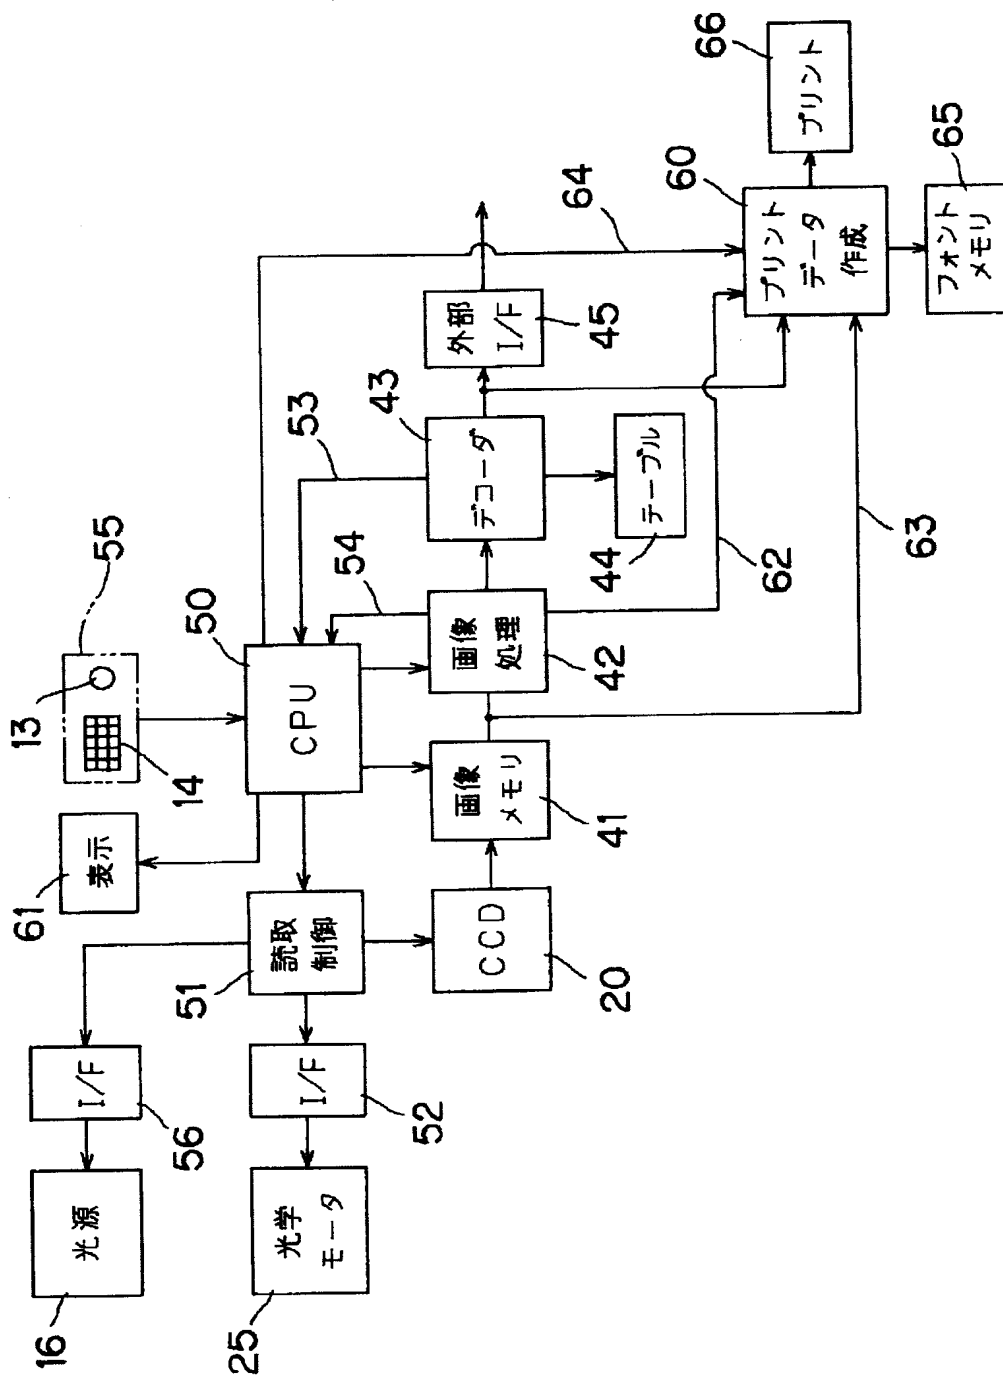 16
光源
56
I/F
61
表示
13
14
55
25
光学
モータ
52
I/F
51
読取
制御
50
CPU
53
54
64
20
CCD
41
画像
メモリ
42
画像
処理
43
デコーダ
44
テーブル
45
外部
I/F
62
63
60
プリント
データ
作成
66
プリント
65
フォント
メモリ